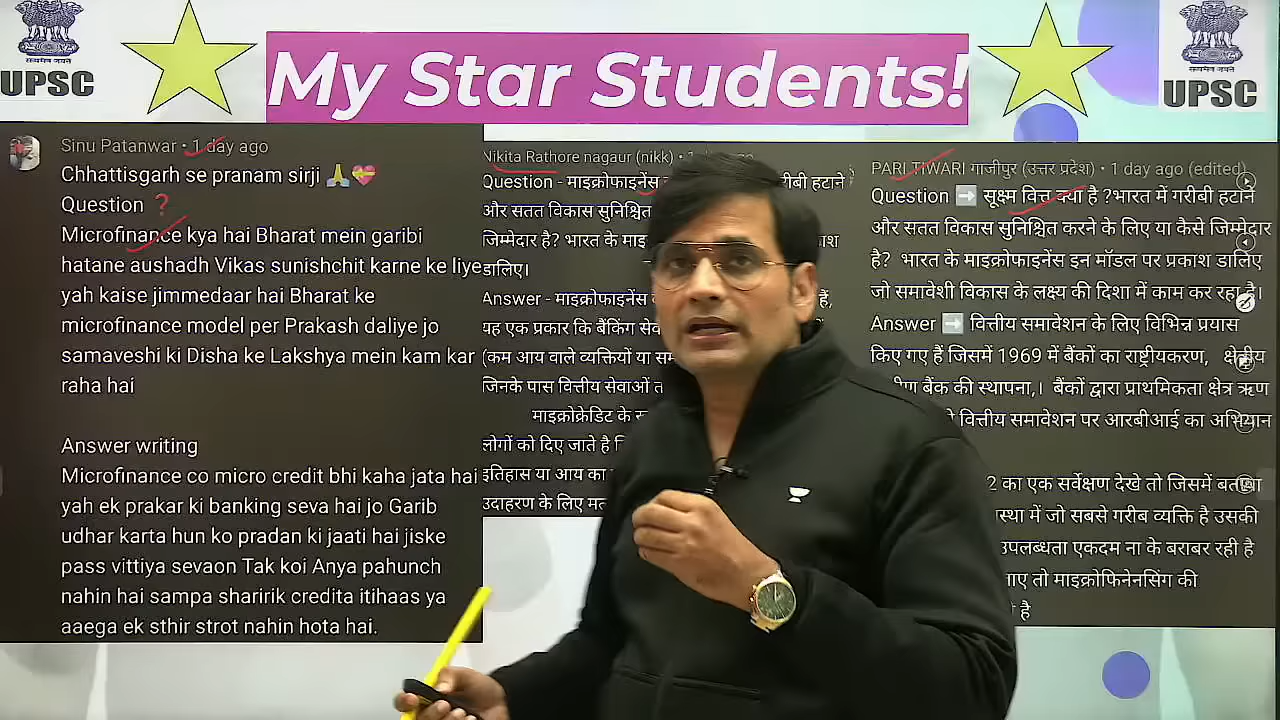 सत्यमेव जयते
UPSC
My Star Students!
सत्यमेव जयते
UPSC
Sinu Patanwar • 1 day ago
Chhattisgarh se pranam sirji 🙏💝
Question ❓
Microfinance kya hai Bharat mein garibi
hatane aushadh Vikas sunishchit karne ke liye
yah kaise jimmedaar hai Bharat ke
microfinance model per Prakash daliye jo
samaveshi ki Disha ke Lakshya mein kam kar
raha hai
Answer writing
Microfinance co micro credit bhi kaha jata hai
yah ek prakar ki banking seva hai jo Garib
udhar karta hun ko pradan ki jaati hai jiske
pass vittiya sevaon Tak koi Anya pahunch
nahin hai sampa sharirik credita itihaas ya
aaega ek sthir strot nahin hota hai.
Nikita Rathore nagaur (nikk) •
Question - माइक्रोफाइनेंस रीबी हटाने
और सतत विकास सुनिश्चित
जिम्मेदार है? भारत के माइ
डालिए।
Answer - माइक्रोफाइनेंस हैं,
यह एक प्रकार कि बैंकिंग सेव
(कम आय वाले व्यक्तियों या सम
जिनके पास वित्तीय सेवाओं त
माइक्रोक्रेडिट के
लोगों को दिए जाते है
इतिहास या आय का
उदाहरण के लिए
PARI TIWARI गाजीपुर (उत्तर प्रदेश) • 1 day ago (edited)
Question ➡️ सूक्ष्म वित्त क्या है ?भारत में गरीबी हटाने
और सतत विकास सुनिश्चित करने के लिए या कैसे जिम्मेदार
है? भारत के माइक्रोफाइनेंस इन मॉडल पर प्रकाश डालिए
जो समावेशी विकास के लक्ष्य की दिशा में काम कर रहा है।
Answer ➡️ वित्तीय समावेशन के लिए विभिन्न प्रयास
किए गए हैं जिसमें 1969 में बैंकों का राष्ट्रीयकरण, क्षेत्रीय
बैंक की स्थापना,। बैंकों द्वारा प्राथमिकता क्षेत्र ऋण
वित्तीय समावेशन पर आरबीआई का अभियान
2 का एक सर्वेक्षण देखे तो जिसमें बताया
स्था में जो सबसे गरीब व्यक्ति है उसकी
उपलब्धता एकदम ना के बराबर रही है
तो माइक्रोफिनेनसिंग की
है